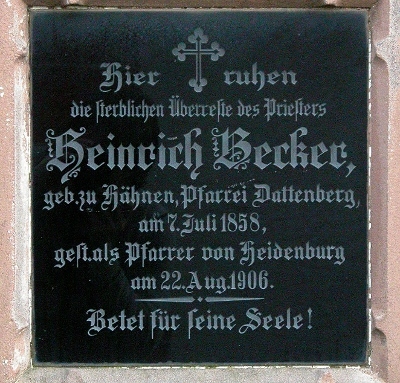 Hier ruhen
die sterblichen Überreste des Priesters
Heinrich Becker,
geb. zu Hähnen, Pfarrei Dattenberg,
am 7. Juli 1858,
gest. als Pfarrer von Heidenburg
am 22. Aug. 1906.
Betet für seine Seele!